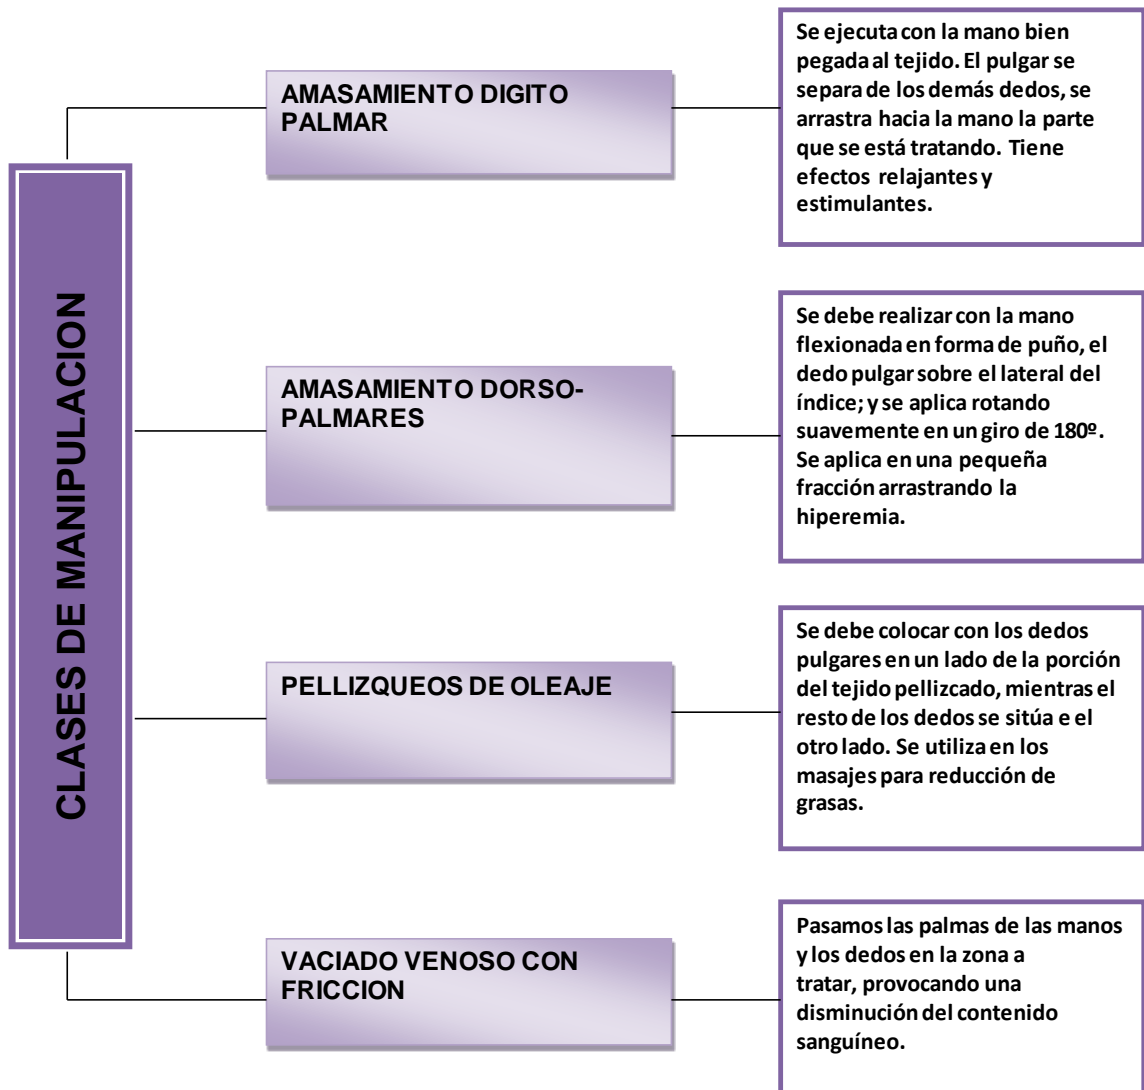 CLASES DE MANIPULACION
AMASAMIENTO DIGITO
PALMAR
Se ejecuta con la mano bien
pegada al tejido. El pulgar se
separa de los demás dedos, se
arrastra hacia la mano la parte
que se está tratando. Tiene
efectos relajantes y
estimulantes.
AMASAMIENTO DORSO-
PALMARES
Se debe realizar con la mano
flexionada en forma de puño, el
dedo pulgar sobre el lateral del
índice; y se aplica rotando
suavemente en un giro de 180º.
Se aplica en una pequeña
fracción arrastrando la
hiperemia.
PELLIZQUEOS DE OLEAJE
Se debe colocar con los dedos
pulgares en un lado de la porción
del tejido pellizcado, mientras el
resto de los dedos se sitúa e el
otro lado. Se utiliza en los
masajes para reducción de
grasas.
VACIADO VENOSO CON
FRICCION
Pasamos las palmas de las manos
y los dedos en la zona a
tratar, provocando una
disminución del contenido
sanguíneo.